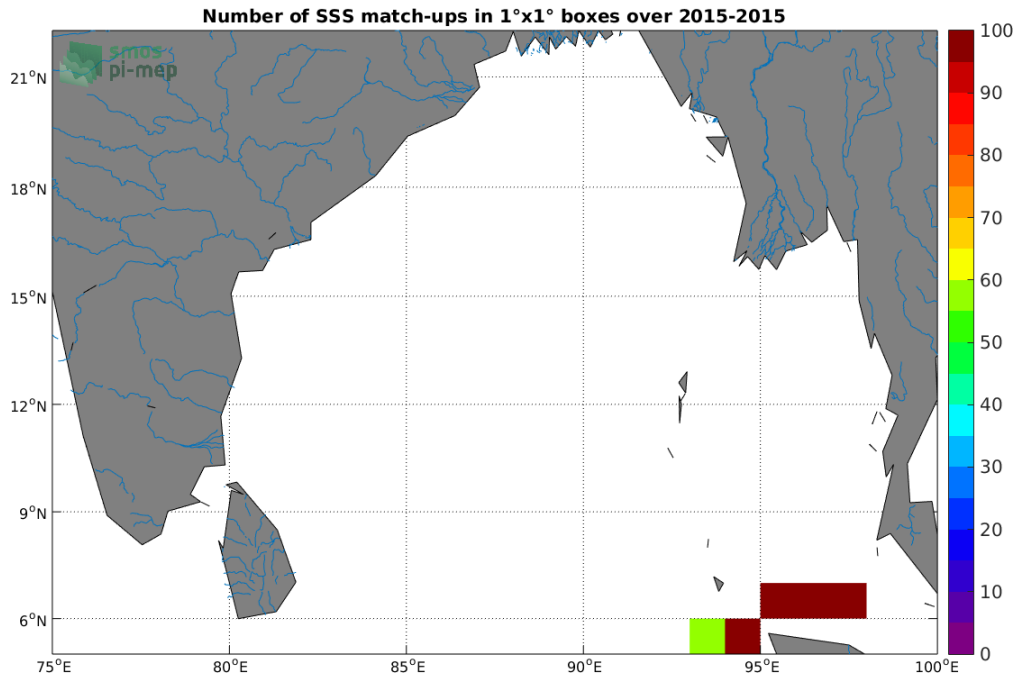 Number of SSS match-ups in 1°x1° boxes over 2015-2015
smos
pi-mep
21°N
18°N
15°N
12°N
9°N
6°N
75°E
80°E
85°E
90°E
95°E
100°E
100
90
80
70
60
50
40
30
20
10
0